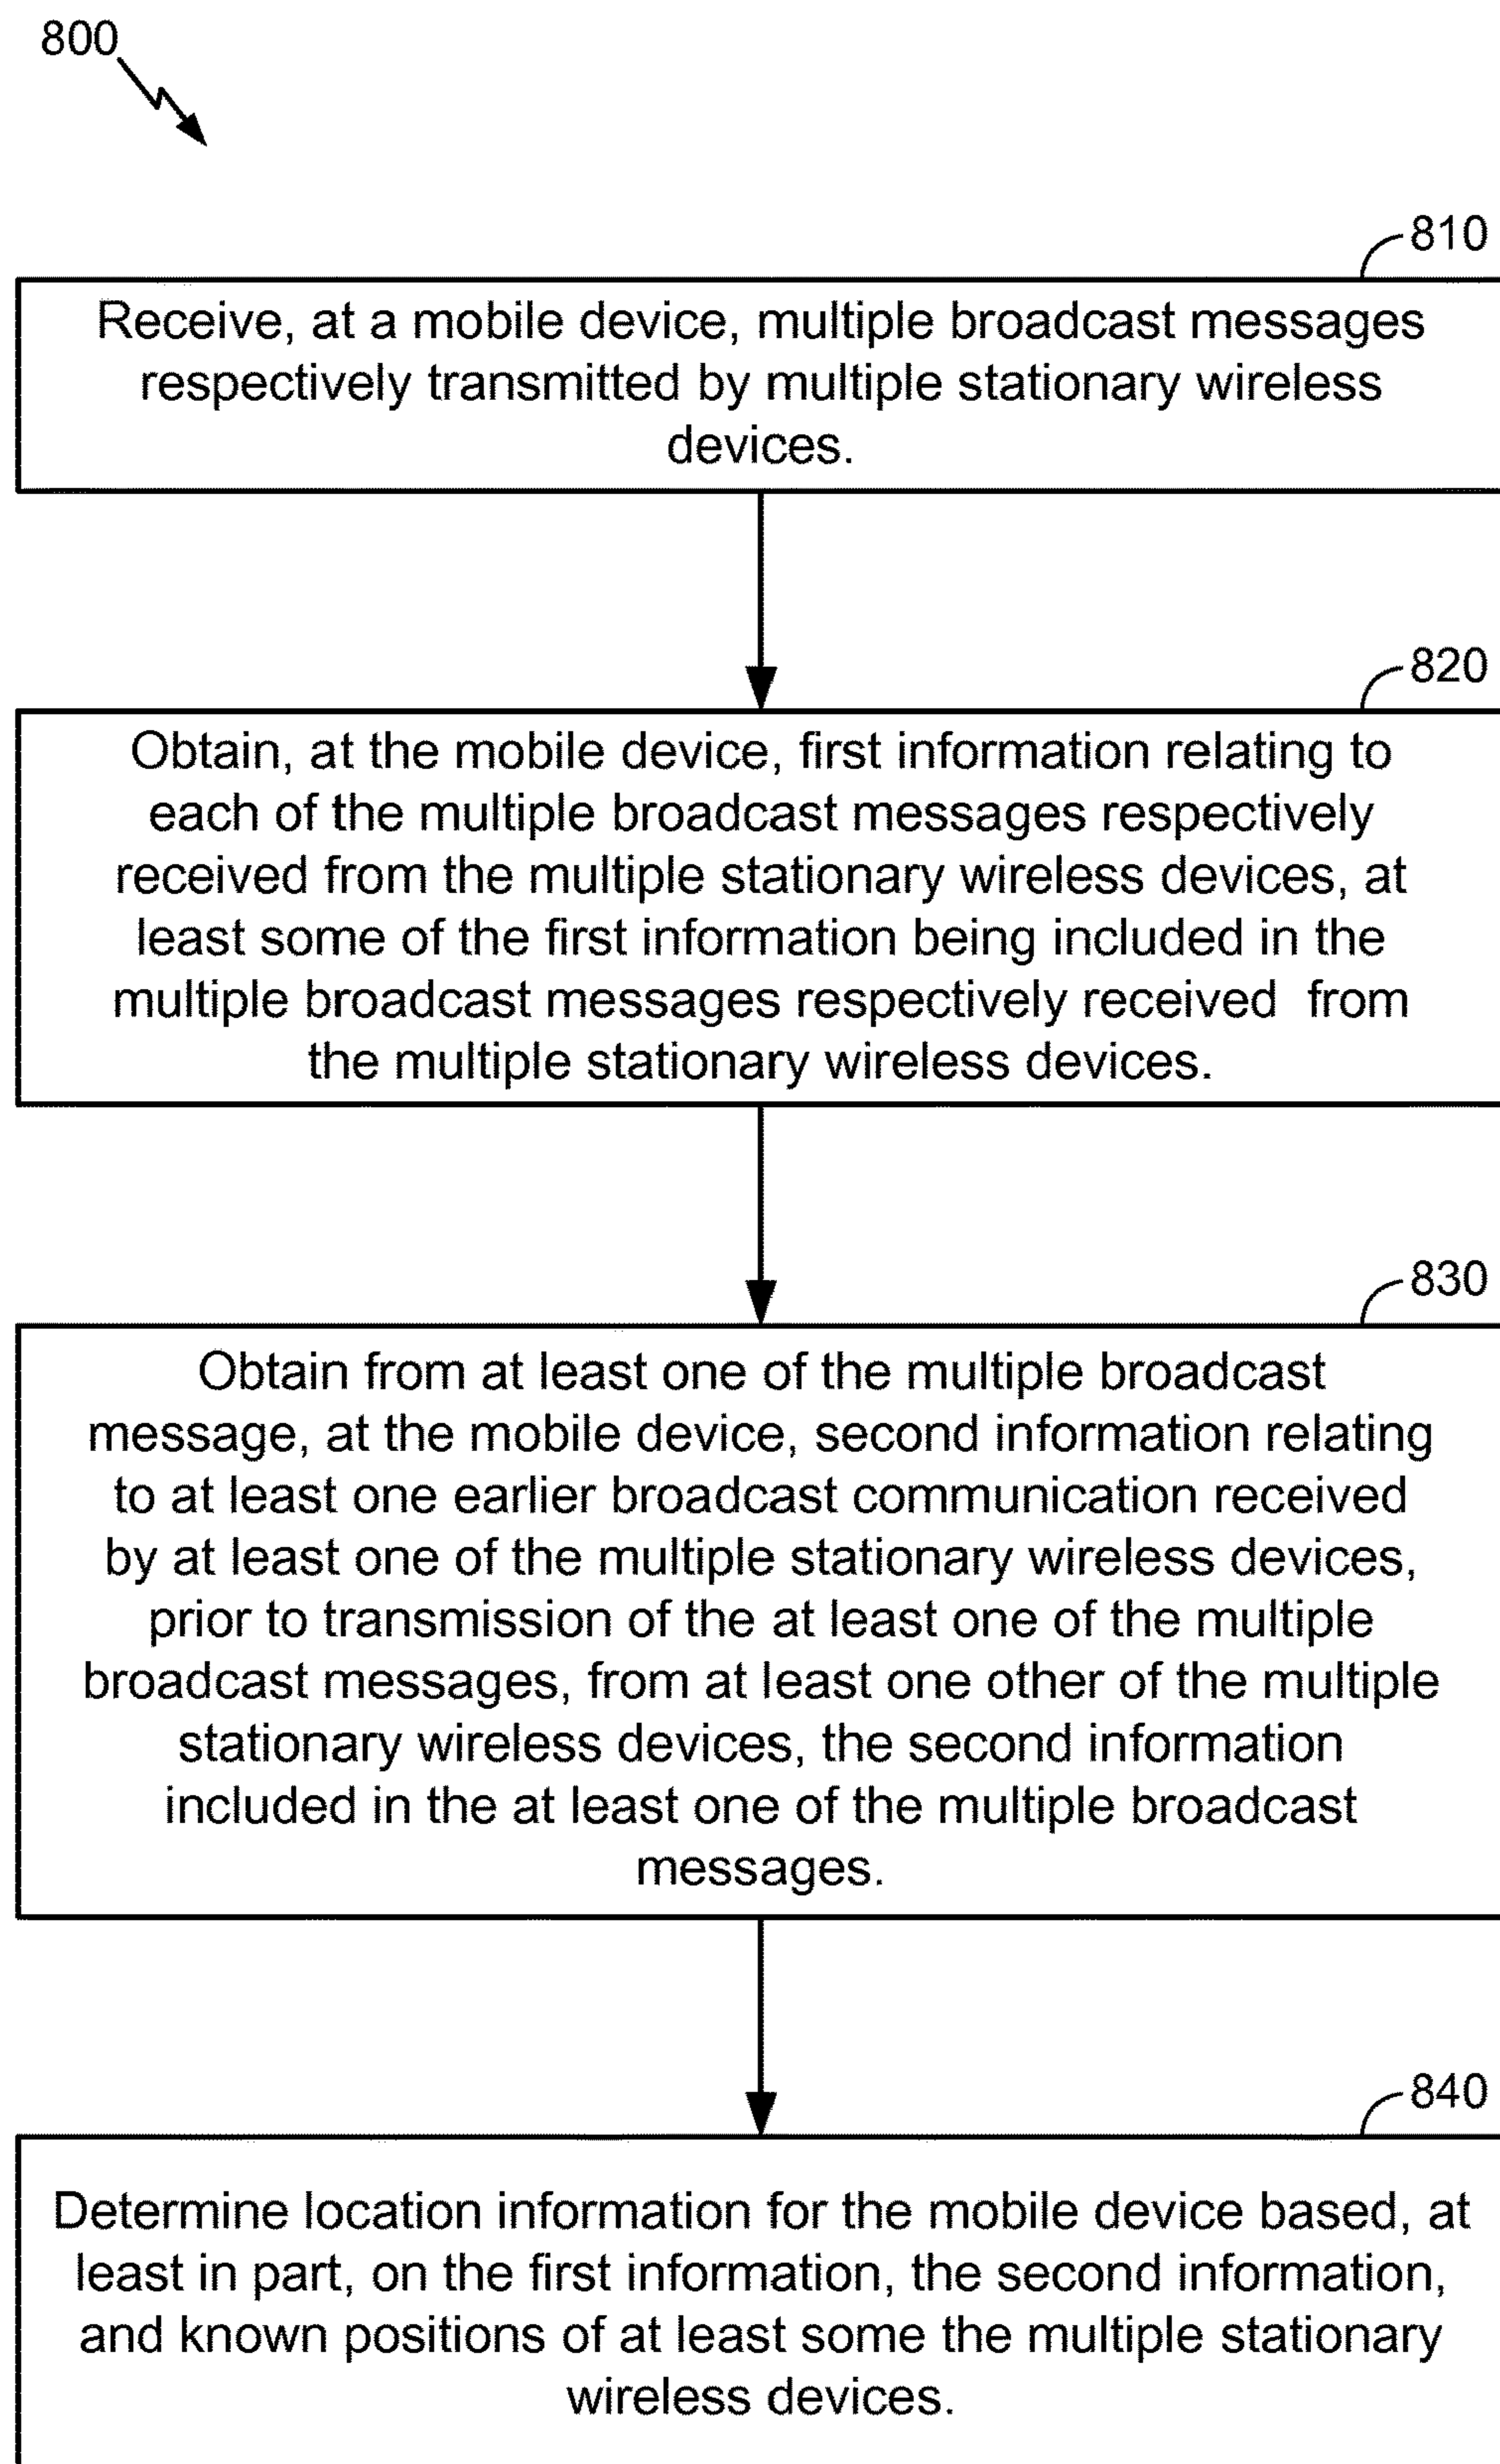 800
810
Receive, at a mobile device, multiple broadcast messages
respectively transmitted by multiple stationary wireless
devices.
820
Obtain, at the mobile device, first information relating to
each of the multiple broadcast messages respectively
received from the multiple stationary wireless devices, at
least some of the first information being included in the
multiple broadcast messages respectively received from
the multiple stationary wireless devices.
830
Obtain from at least one of the multiple broadcast
message, at the mobile device, second information relating
to at least one earlier broadcast communication received
by at least one of the multiple stationary wireless devices,
prior to transmission of the at least one of the multiple
broadcast messages, from at least one other of the multiple
stationary wireless devices, the second information
included in the at least one of the multiple broadcast
messages.
840
Determine location information for the mobile device based, at
least in part, on the first information, the second information,
and known positions of at least some the multiple stationary
wireless devices.